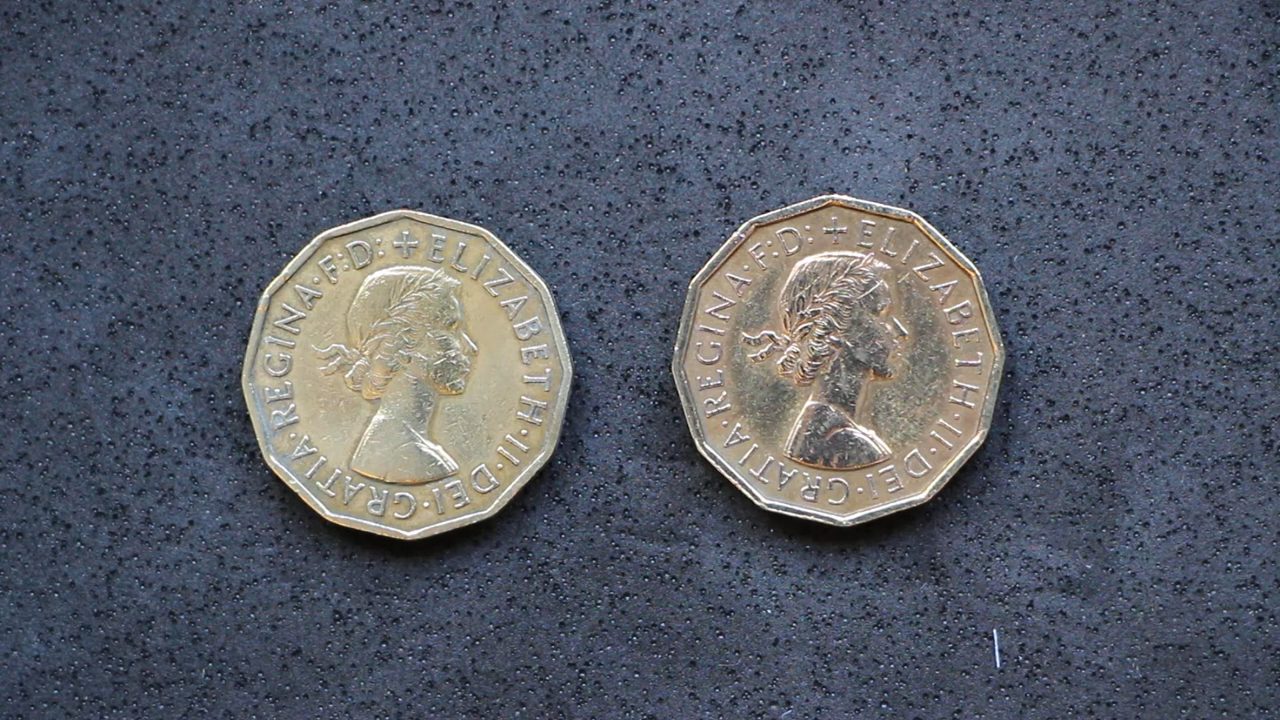 + ELIZABETH · II · DEI · GRATIA · REGINA · F: D:
+ ELIZABETH · II · DEI · GRATIA · REGINA · F: D: